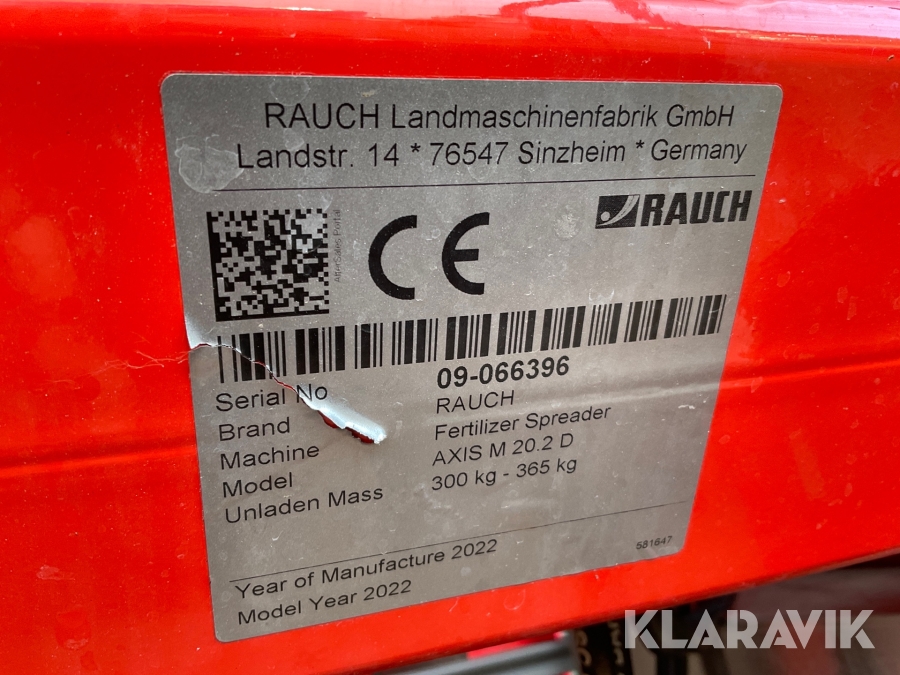 RAUCH Landmaschinenfabrik GmbH
Landstr. 14 * 76547 Sinzheim * Germany
AfterSales Portal
CE
RAUCH
Serial No 09-066396
Brand RAUCH
Machine Fertilizer Spreader
Model AXIS M 20.2 D
Unladen Mass 300 kg - 365 kg
Year of Manufacture 2022
Model Year 2022
581647
KLARAVIK